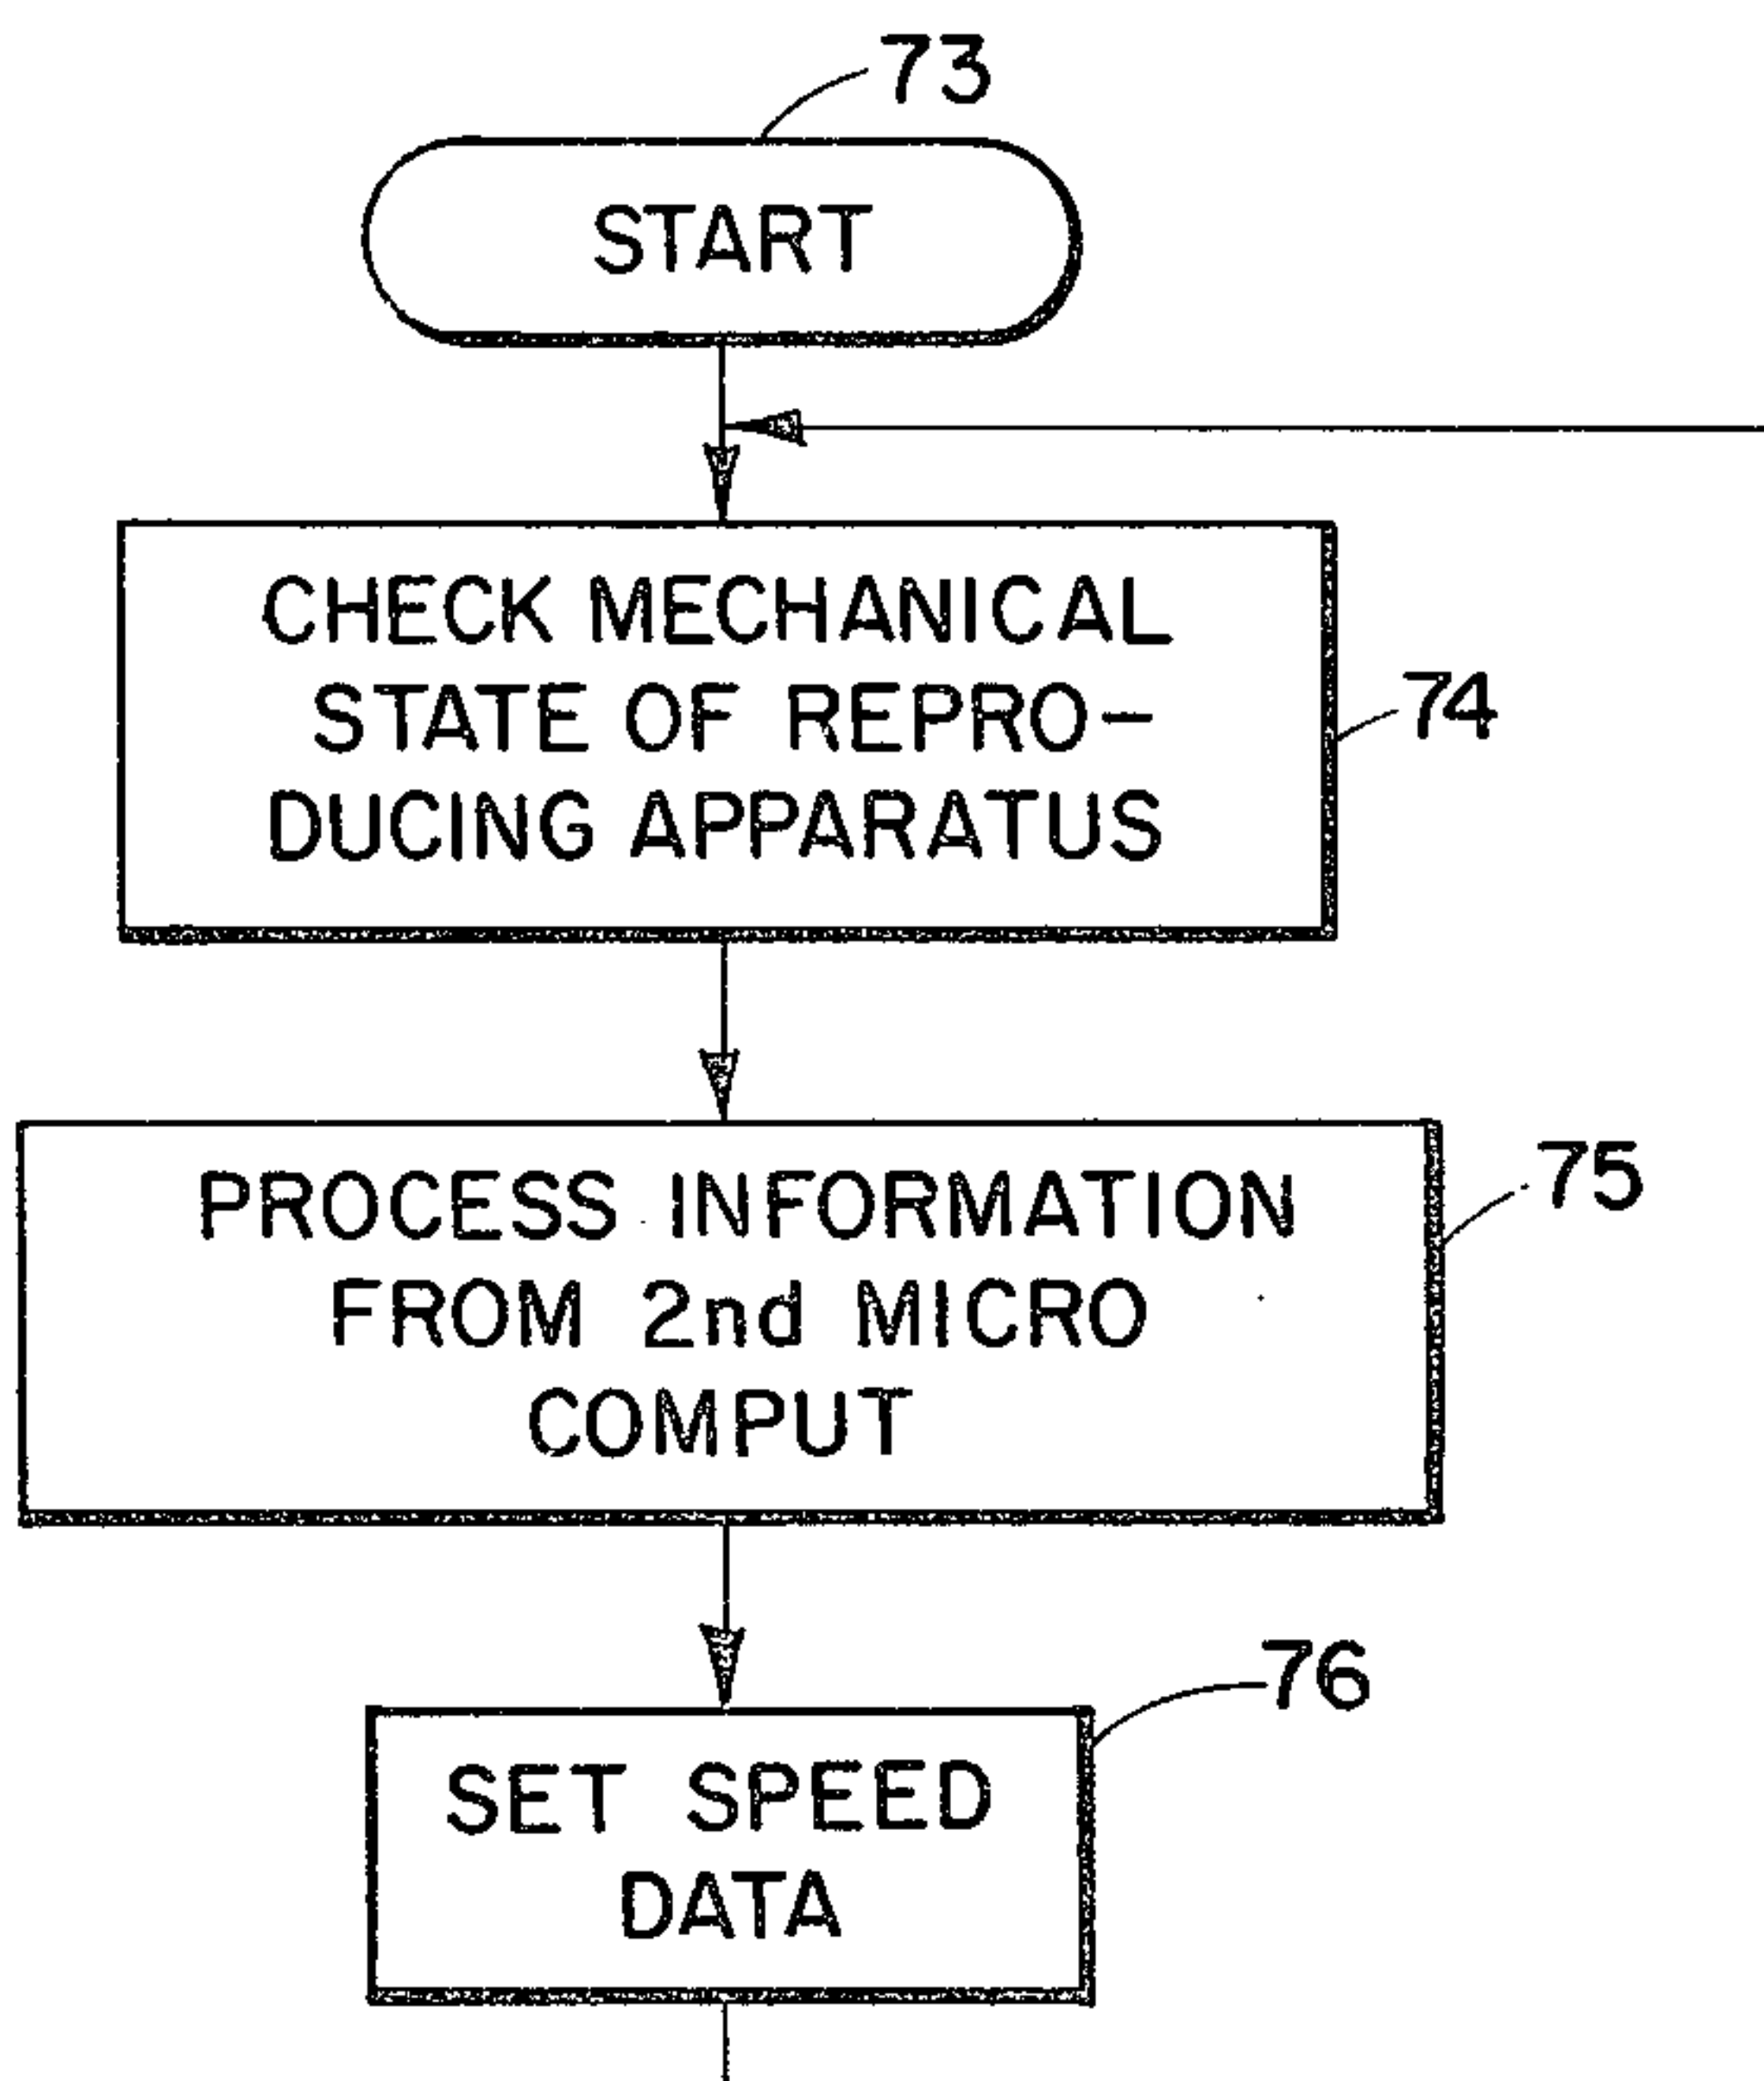 73
START
CHECK MECHANICAL
STATE OF REPRO-
DUCING APPARATUS
74
PROCESS INFORMATION
FROM 2nd MICRO
COMPUT
75
76
SET SPEED
DATA